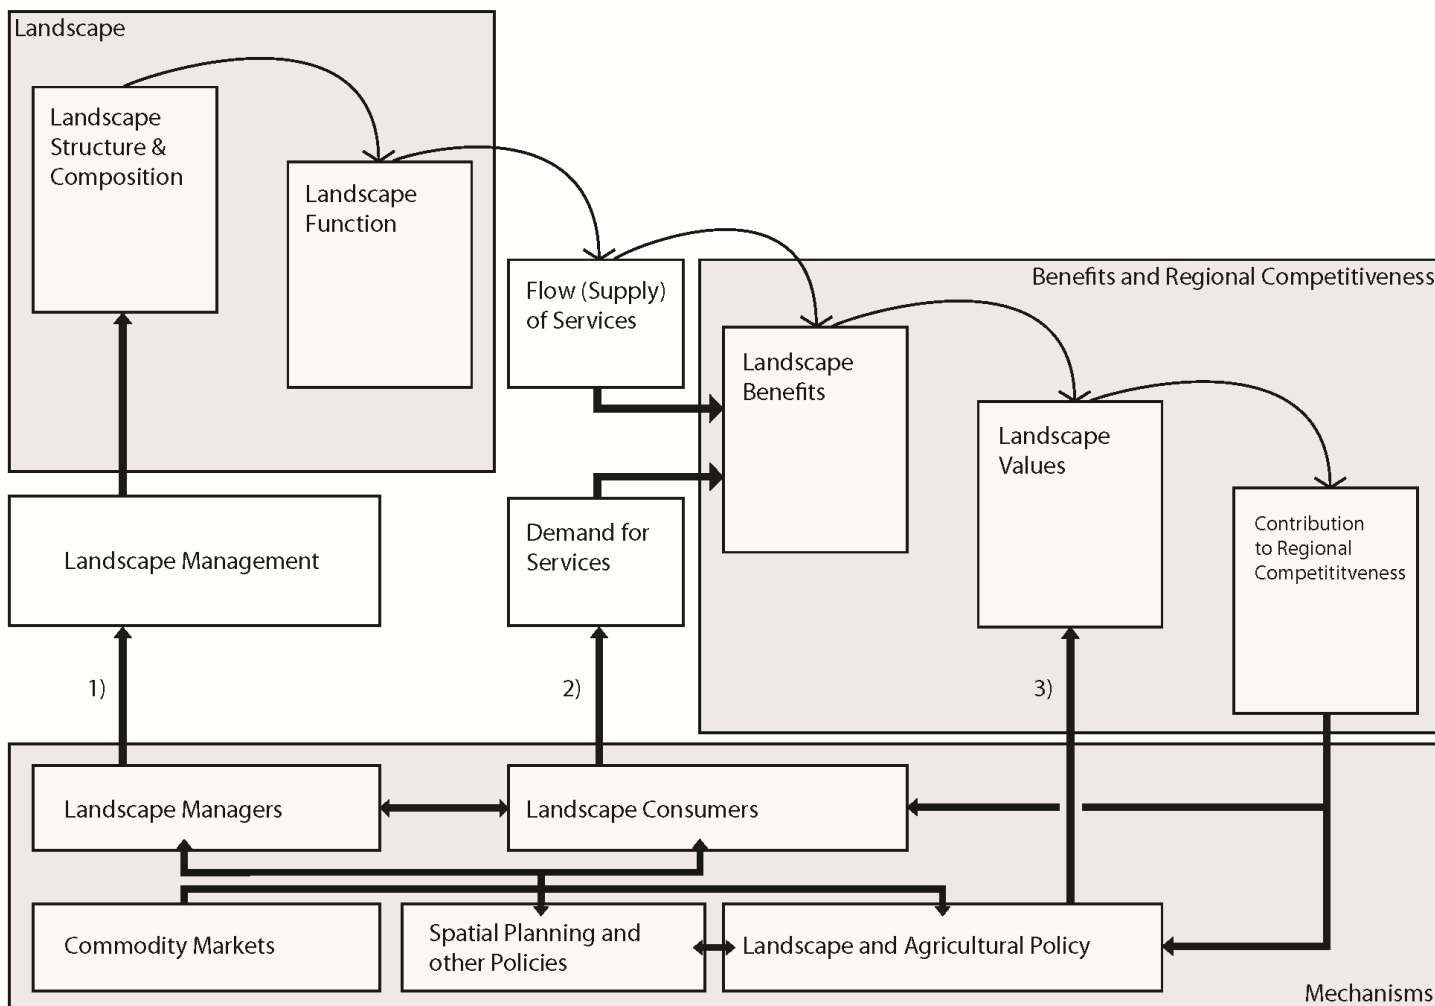 Landscape
Landscape
Structure &
Composition
Landscape
Function
Flow (Supply)
of Services
Benefits and Regional Competitiveness
Landscape
Benefits
Landscape
Values
Contribution
to Regional
Competititveness
Landscape Management
Demand for
Services
1)
2)
3)
Landscape Managers
Landscape Consumers
Commodity Markets
Spatial Planning and
other Policies
Landscape and Agricultural Policy
Mechanisms